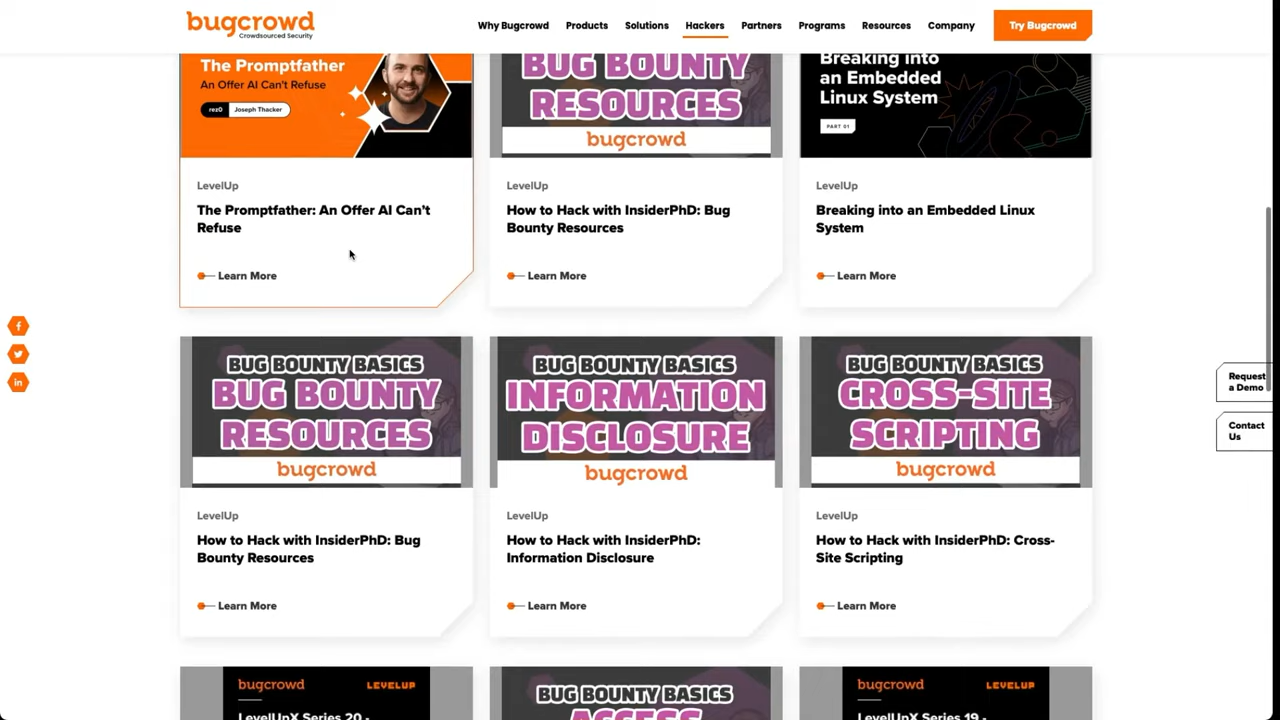 bugcrowd
Crowdsourced Security
Why Bugcrowd Products Solutions Hackers Partners Programs Resources Company Try Bugcrowd
The Promptfather
An Offer AI Can't Refuse
rez0 Joseph Thacker
BUG BOUNTY
RESOURCES
bugcrowd
Breaking into
an Embedded
Linux System
PART 01
LevelUp
The Promptfather: An Offer AI Can’t
Refuse
Learn More
LevelUp
How to Hack with InsiderPhD: Bug
Bounty Resources
Learn More
LevelUp
Breaking into an Embedded Linux
System
Learn More
Request
a Demo
Contact
Us
BUG BOUNTY BASICS
BUG BOUNTY
RESOURCES
bugcrowd
BUG BOUNTY BASICS
INFORMATION
DISCLOSURE
bugcrowd
BUG BOUNTY BASICS
CROSS-SITE
SCRIPTING
bugcrowd
LevelUp
How to Hack with InsiderPhD: Bug
Bounty Resources
Learn More
LevelUp
How to Hack with InsiderPhD:
Information Disclosure
Learn More
LevelUp
How to Hack with InsiderPhD: Cross-
Site Scripting
Learn More
bugcrowd LEVELUP
LevelUpX Series 20 -
BUG BOUNTY BASICS
ACCESS
bugcrowd LEVELUP
LevelUpX Series 19 -